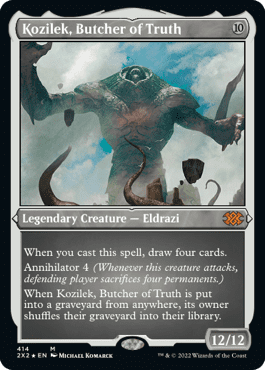 Kozilek, Butcher of Truth 10
Legendary Creature — Eldrazi
When you cast this spell, draw four cards.
Annihilator 4 (Whenever this creature attacks,
defending player sacrifices four permanents.)
When Kozilek, Butcher of Truth is put
into a graveyard from anywhere, its owner
shuffles their graveyard into their library.
12/12
414 M
2X2 ★ EN Michael Komarck
™ & © 2022 Wizards of the Coast